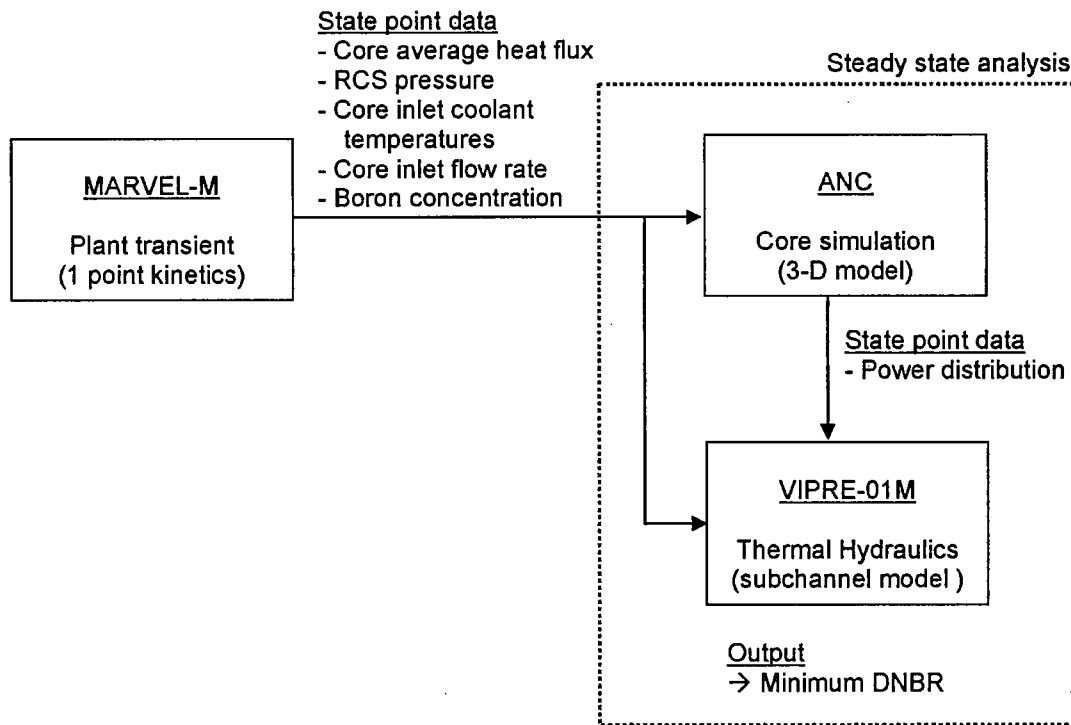 State point data
- Core average heat flux
- RCS pressure
- Core inlet coolant
temperatures
- Core inlet flow rate
- Boron concentration
Steady state analysis
MARVEL-M
Plant transient
(1 point kinetics)
ANC
Core simulation
(3-D model)
State point data
- Power distribution
VIPRE-01M
Thermal Hydraulics
(subchannel model )
Output
→ Minimum DNBR